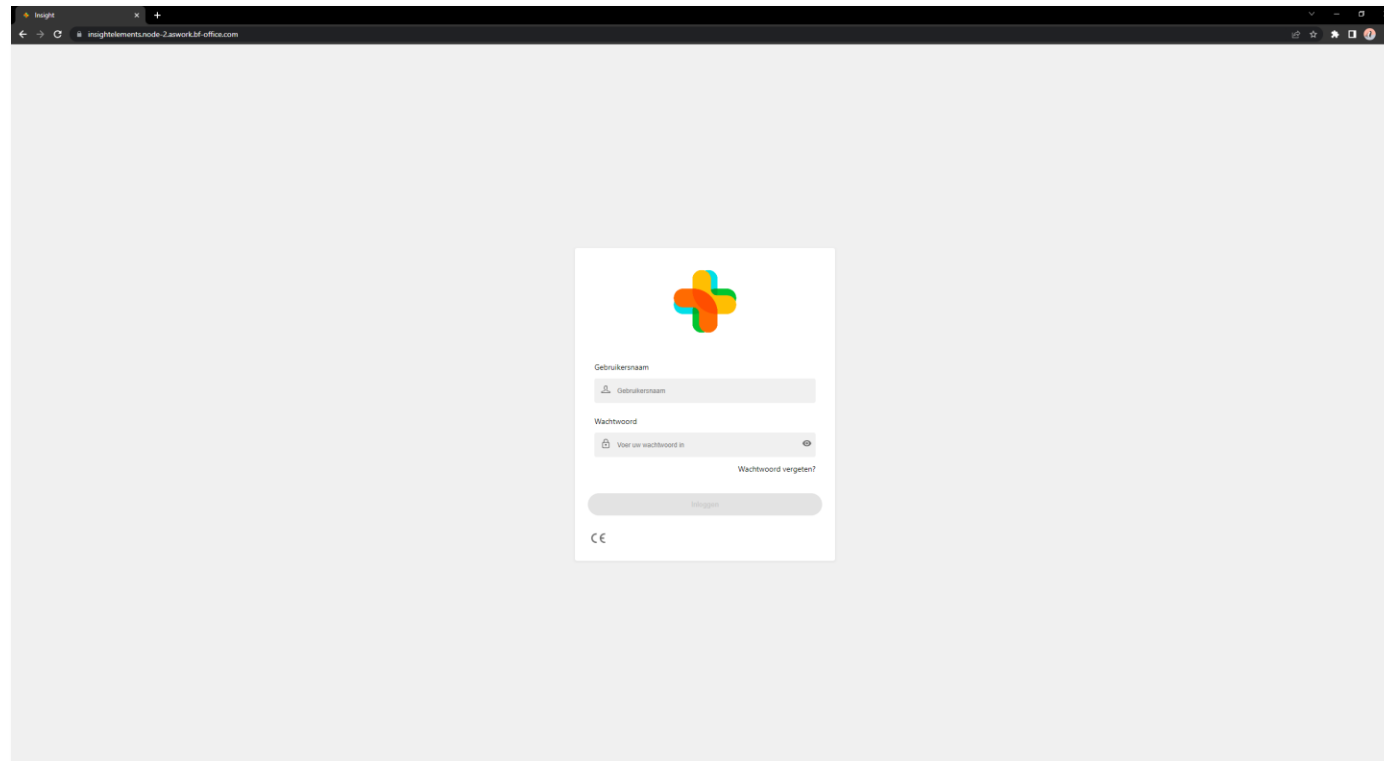 Insight
insightelements.node-2.aswork.bf-office.com
Gebruikersnaam
Gebruikersnaam
Wachtwoord
Voer uw wachtwoord in
Wachtwoord vergeten?
Inloggen
CE